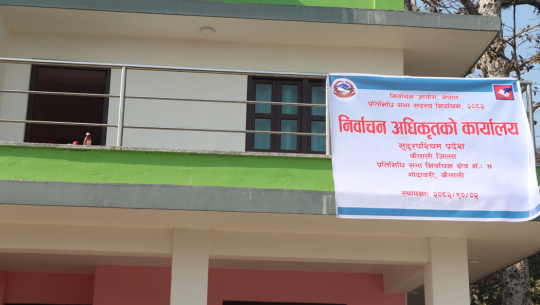 निर्वाचन आयोग, नेपाल
प्रतिनिधि सभा सदस्य निर्वाचन, २०८२
निर्वाचन अधिकृतको कार्यालय
सुदूरपश्चिम प्रदेश
कैलाली जिल्ला
प्रतिनिधि सभा निर्वाचन क्षेत्र नं.: ४
गोदावरी, कैलाली
स्थापित: २०८२/१०/०२